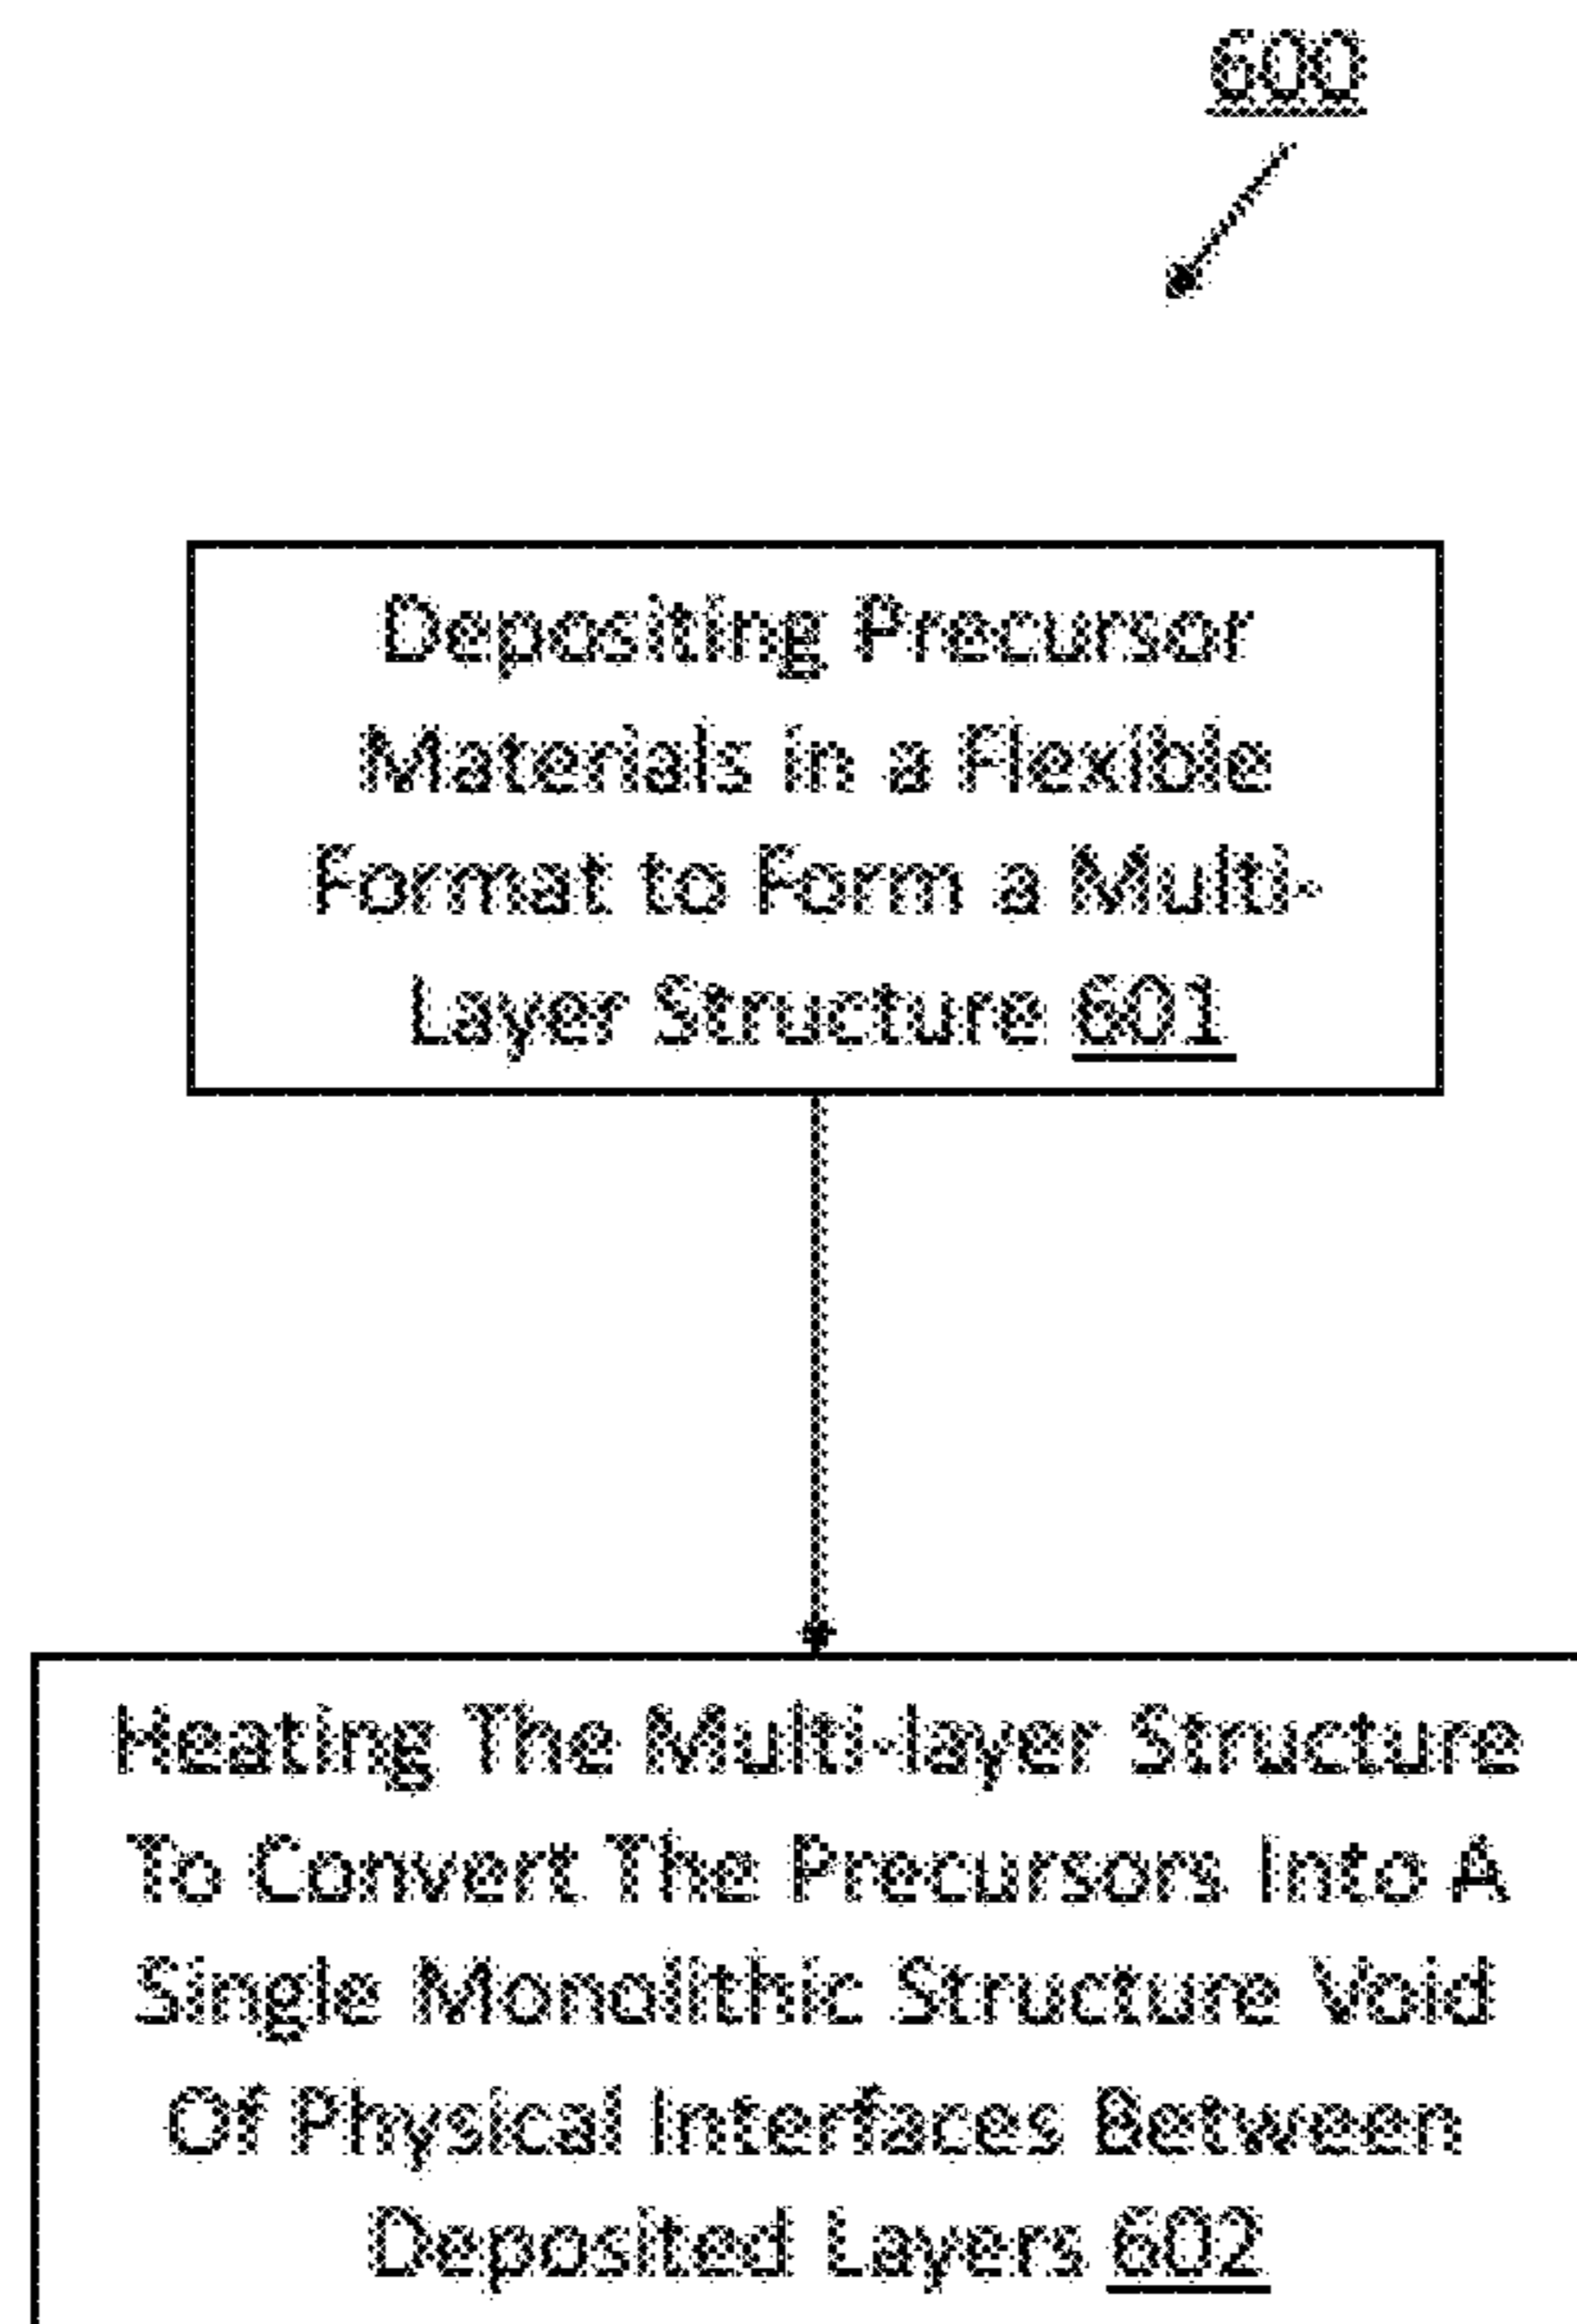 600
Depositing Precursor
Materials in a Flexible
Format to Form a Multi-
Layer Structure 601
Heating The Multi-layer Structure
To Convert The Precursors Into A
Single Monolithic Structure Void
Of Physical Interfaces Between
Deposited Layers 602